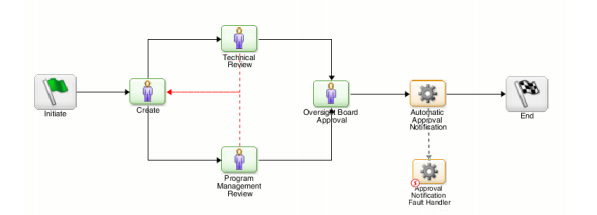 Technical
Review
Initiate
Create
Oversight Board
Approval
Automatic
Approval
Notification
End
Program
Management
Review
Approval
Notification
Fault Handler